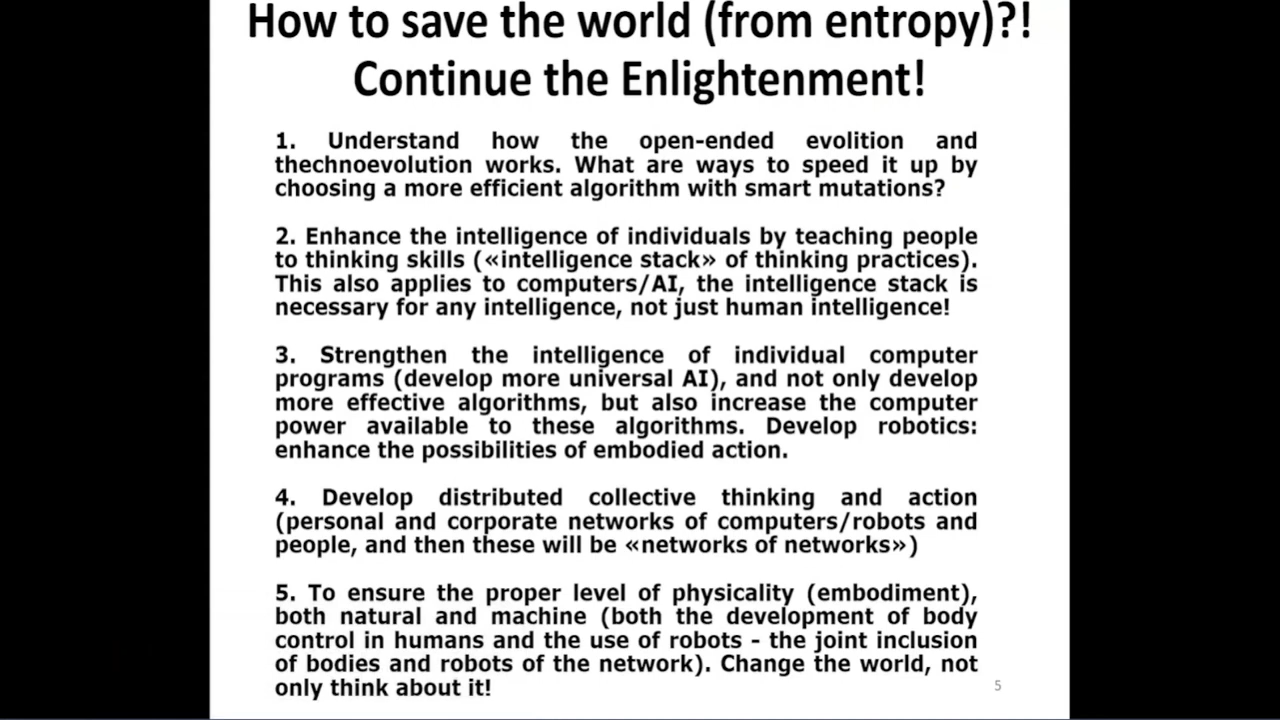 How to save the world (from entropy)?!
Continue the Enlightenment!
1. Understand how the open-ended evolition and
thechnoevolution works. What are ways to speed it up by
choosing a more efficient algorithm with smart mutations?
2. Enhance the intelligence of individuals by teaching people
to thinking skills («intelligence stack» of thinking practices).
This also applies to computers/AI, the intelligence stack is
necessary for any intelligence, not just human intelligence!
3. Strengthen the intelligence of individual computer
programs (develop more universal AI), and not only develop
more effective algorithms, but also increase the computer
power available to these algorithms. Develop robotics:
enhance the possibilities of embodied action.
4. Develop distributed collective thinking and action
(personal and corporate networks of computers/robots and
people, and then these will be «networks of networks»)
5. To ensure the proper level of physicality (embodiment),
both natural and machine (both the development of body
control in humans and the use of robots - the joint inclusion
of bodies and robots of the network). Change the world, not
only think about it!
5